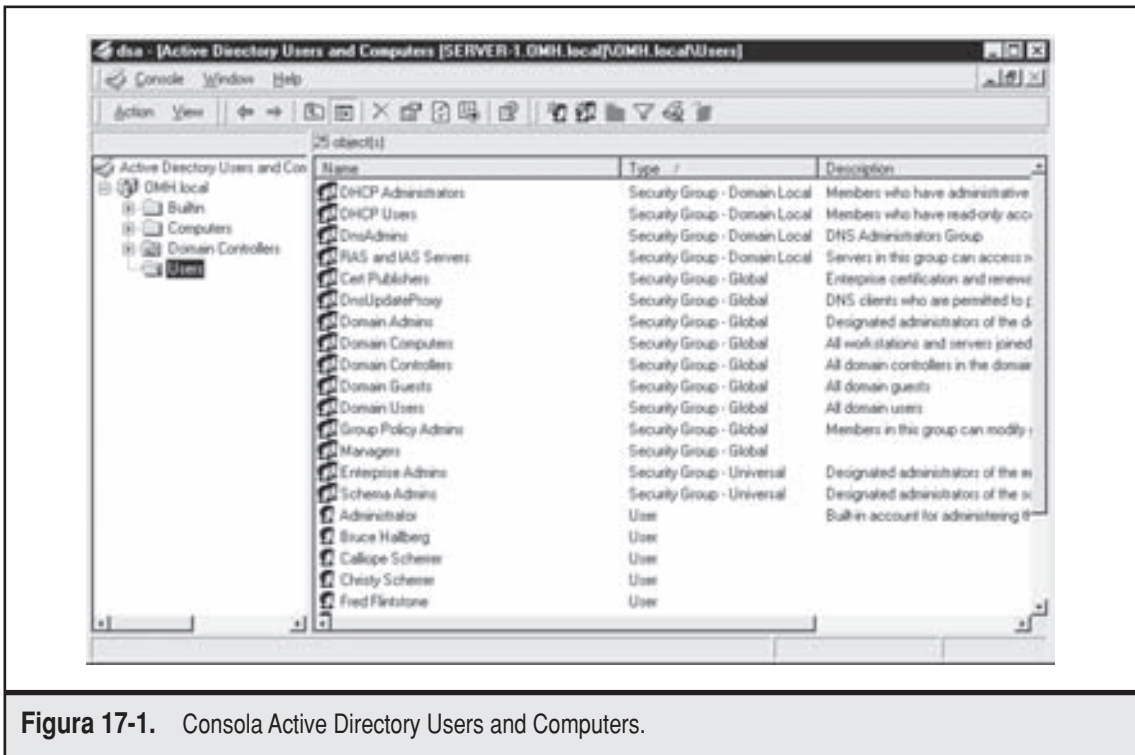 dsa - [Active Directory Users and Computers [SERVER-1.OMH.local]\OMH.local\Users]
Console Window Help
Action View
25 object(s)
Active Directory Users and Con
OMH.local
Builtin
Computers
Domain Controllers
Users
Name Type Description
DHCP Administrators Security Group - Domain Local Members who have administrative
DHCP Users Security Group - Domain Local Members who have read-only acce
DnsAdmins Security Group - Domain Local DNS Administrators Group
RAS and IAS Servers Security Group - Domain Local Servers in this group can access
Cert Publishers Security Group - Global Enterprise certification and renewa
DnsUpdateProxy Security Group - Global DNS clients who are permitted to p
Domain Admins Security Group - Global Designated administrators of the do
Domain Computers Security Group - Global All workstations and servers joined
Domain Controllers Security Group - Global All domain controllers in the domain
Domain Guests Security Group - Global All domain guests
Domain Users Security Group - Global All domain users
Group Policy Admins Security Group - Global Members in this group can modify
Managers Security Group - Global
Enterprise Admins Security Group - Universal Designated administrators of the
Schema Admins Security Group - Universal Designated administrators of the
Administrator User Built-in account for administering
Bruce Hallberg User
Calliope Scherrer User
Christy Scherrer User
Fred Flintstone User
Figura 17-1. Consola Active Directory Users and Computers.